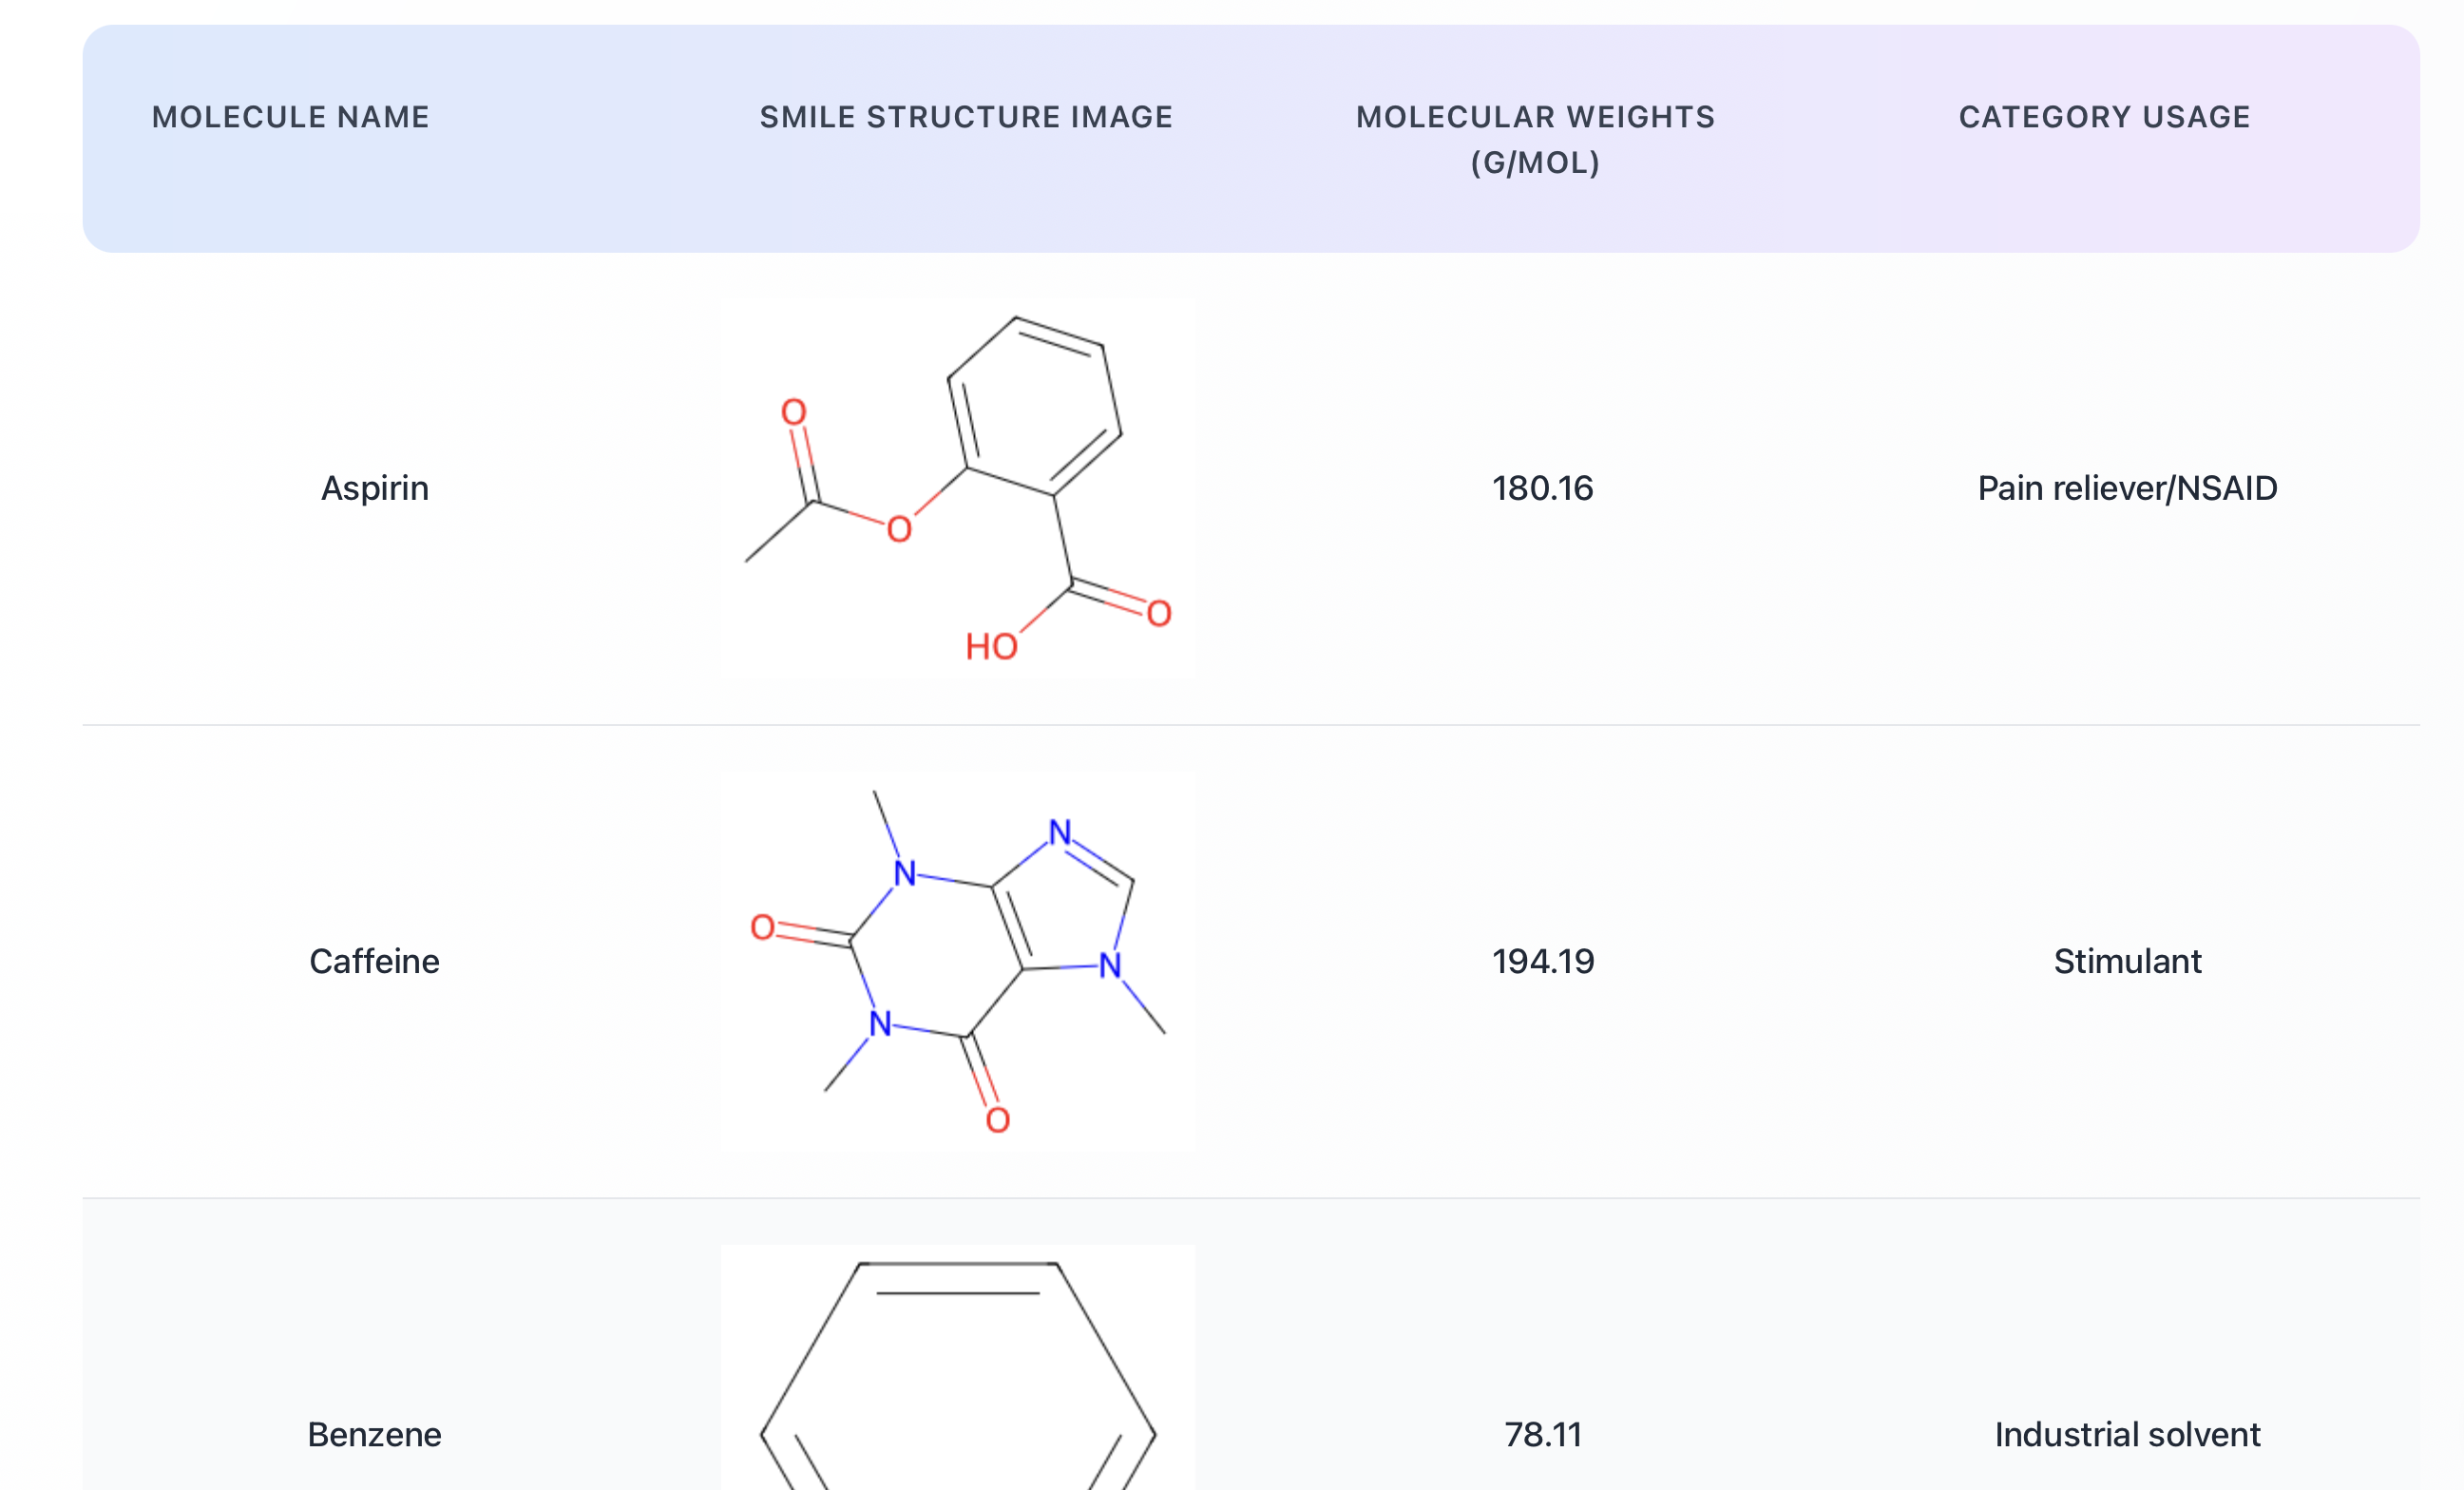 MOLECULE NAME
SMILE STRUCTURE IMAGE
MOLECULAR WEIGHTS
(G/MOL)
CATEGORY USAGE
Aspirin
O
O
O
HO
180.16
Pain reliever/NSAID
Caffeine
N
N
O
N
N
O
194.19
Stimulant
Benzene
78.11
Industrial solvent